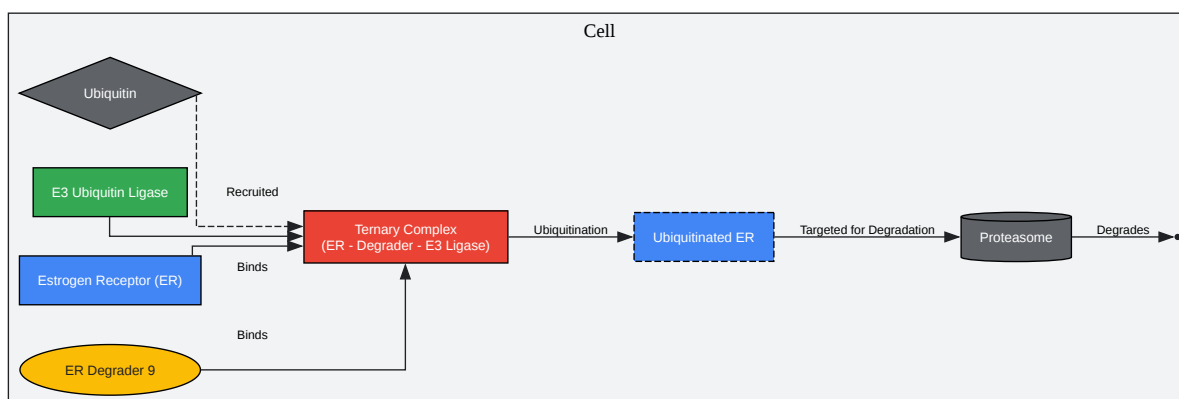 Cell
Ubiquitin
E3 Ubiquitin Ligase
Recruited
Ternary Complex
(ER - Degrader - E3 Ligase)
Ubiquitination
Ubiquitinated ER
Targeted for Degradation
Proteasome
Degrades
Estrogen Receptor (ER)
Binds
Binds
ER Degrader 9